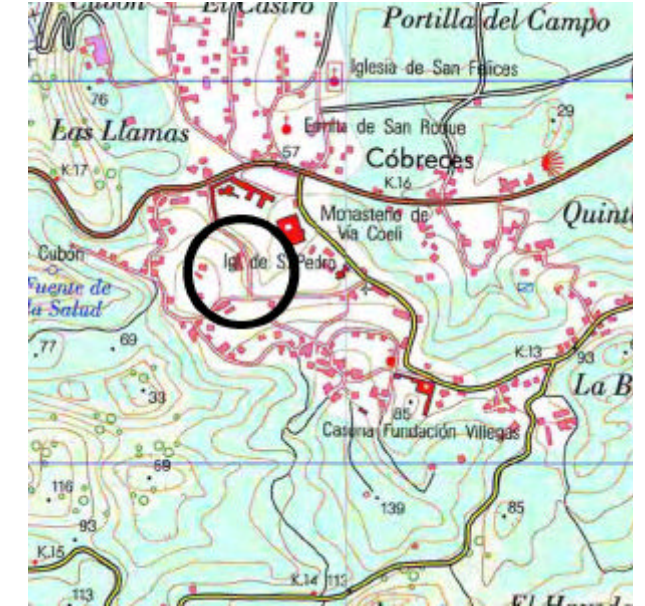 Cubón
El Castro
Portilla del Campo
Iglesia de San Felices
76
29
Las Llamas
Ermita de San Roque
57
Cóbreces
K.17
K.16
Monasterio de
Vía Coeli
Quint
Cubón
Igl. de S. Pedro
Fuente de
la Salud
77
69
K.13
93
La B
33
85
Casona Fundación Villegas
69
116
139
85
93
K.15
K.14
113
113